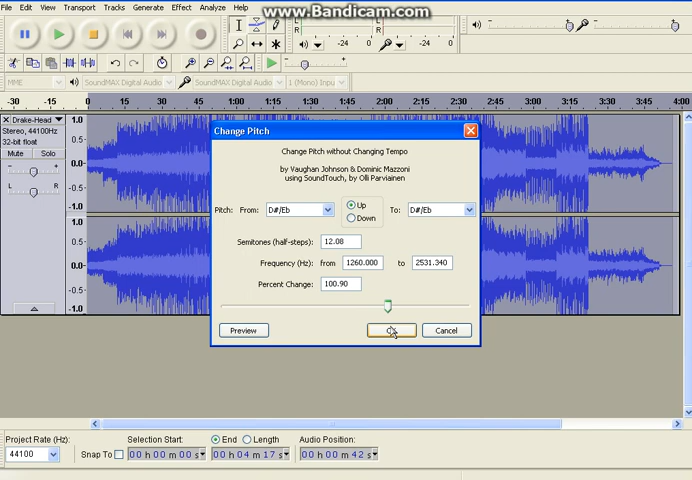 www.Bandicam.com
File Edit View Transport Tracks Generate Effect Analyze Help
L
R
-24 0
-24 0
MME SoundMAX Digital Audio SoundMAX Digital Audio 1 (Mono) Inpu
-30 -15 0 15 30 45 1:00 1:15 1:30 1:45 2:00 2:15 2:30 2:45 3:00 3:15 3:30 3:45 4:00
Drake-Head
Stereo, 44100Hz
32-bit float
Mute Solo
- +
L R
1.0
0.5
0.0
-0.5
-1.0
1.0
0.5
0.0
-0.5
-1.0
Change Pitch
Change Pitch without Changing Tempo
by Vaughan Johnson & Dominic Mazzoni
using SoundTouch, by Olli Parviainen
Pitch: From: D#/Eb Up Down To: D#/Eb
Semitones (half-steps): 12.08
Frequency (Hz): from 1260.000 to 2531.340
Percent Change: 100.90
Preview OK Cancel
Project Rate (Hz): Selection Start: End Length Audio Position:
44100 Snap To 00 h 00 m 00 s 00 h 04 m 17 s 00 h 00 m 42 s